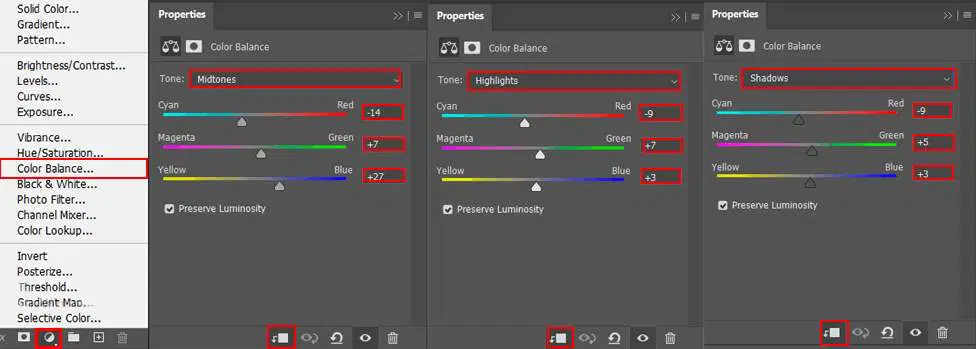 Solid Color...
Gradient...
Pattern...
Brightness/Contrast...
Levels...
Curves...
Exposure...
Vibrance...
Hue/Saturation...
Color Balance...
Black & White...
Photo Filter...
Channel Mixer...
Color Lookup...
Invert
Posterize...
Threshold...
Gradient Map...
Selective Color...
Properties
Color Balance
Tone: Midtones
Cyan Red -14
Magenta Green +7
Yellow Blue +27
Preserve Luminosity
Properties
Color Balance
Tone: Highlights
Cyan Red -9
Magenta Green +7
Yellow Blue +3
Preserve Luminosity
Properties
Color Balance
Tone: Shadows
Cyan Red -9
Magenta Green +5
Yellow Blue +3
Preserve Luminosity